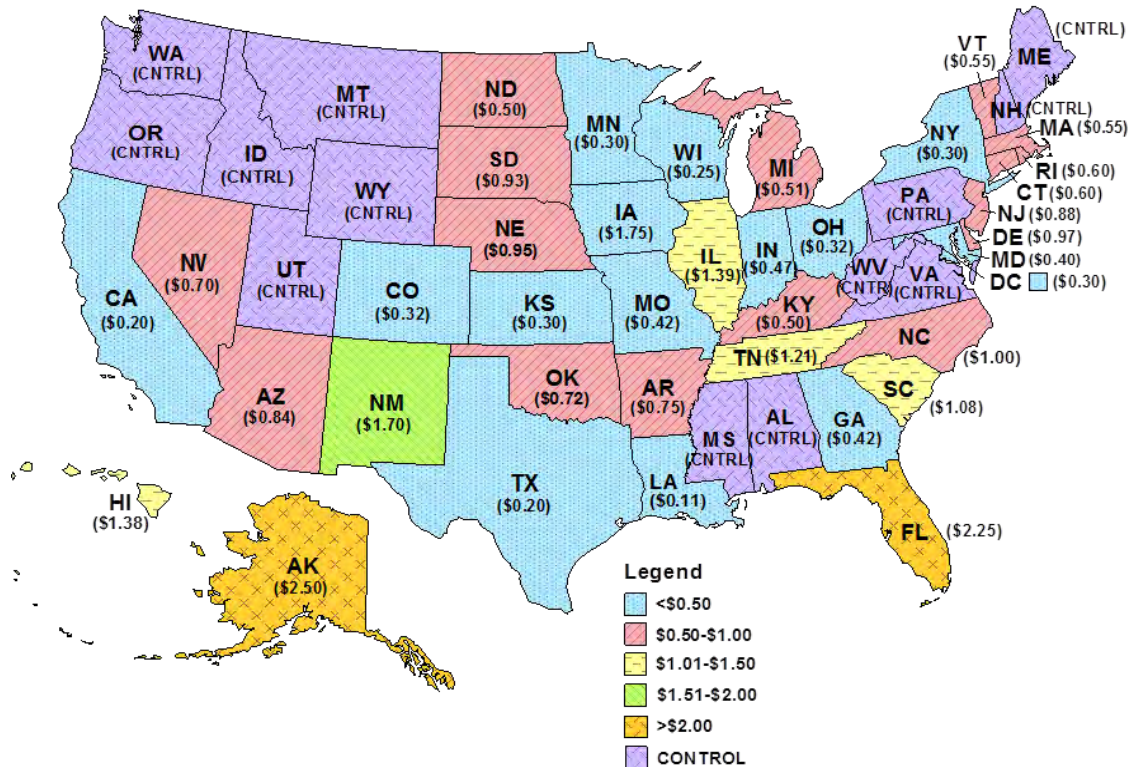 WA
(CNTRL)
MT
(CNTRL)
ND
($0.50)
MN
($0.30)
VT
($0.55)
ME
(CNTRL)
OR
(CNTRL)
ID
(CNTRL)
SD
($0.93)
WI
($0.25)
MI
($0.51)
NY
($0.30)
NH (CNTRL)
MA ($0.55)
RI ($0.60)
CT ($0.60)
WY
(CNTRL)
NE
($0.95)
IA
($1.75)
PA
(CNTRL)
NJ ($0.88)
DE ($0.97)
MD ($0.40)
DC ($0.30)
NV
($0.70)
UT
(CNTRL)
CO
($0.32)
KS
($0.30)
MO
($0.42)
IL
($1.39)
IN
($0.47)
OH
($0.32)
WV
(CNTR)
VA
(CNTRL)
CA
($0.20)
KY
($0.50)
NC
($1.00)
TN ($1.21)
SC
($1.08)
AZ
($0.84)
NM
($1.70)
OK
($0.72)
AR
($0.75)
MS
(CNTRL)
AL
(CNTRL)
GA
($0.42)
TX
($0.20)
LA
($0.11)
FL
($2.25)
HI
($1.38)
AK
($2.50)
Legend
<$0.50
$0.50-$1.00
$1.01-$1.50
$1.51-$2.00
>$2.00
CONTROL